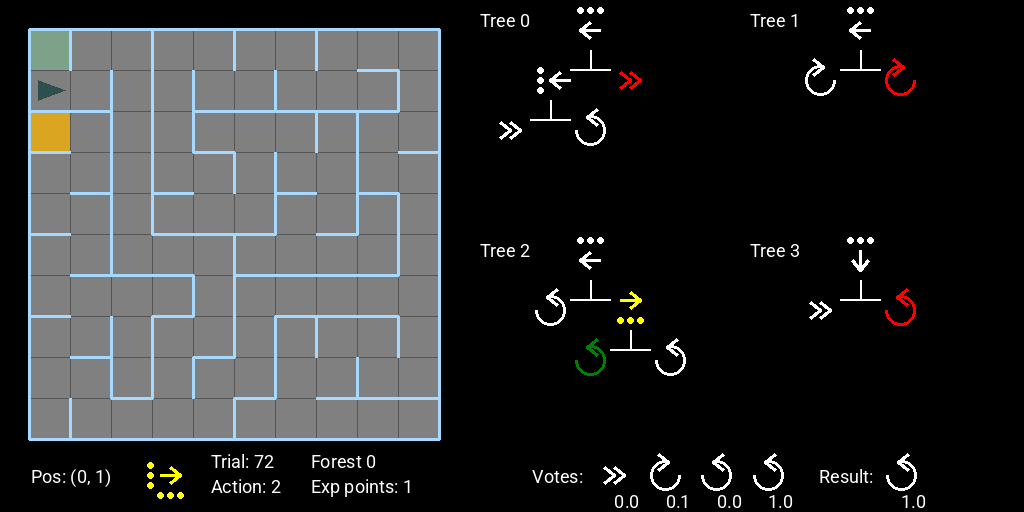 Tree 0
Tree 1
Tree 2
Tree 3
Pos: (0, 1)
Trial: 72
Forest 0
Action: 2
Exp points: 1
Votes:
Result:
0.0
0.1
0.0
1.0
1.0